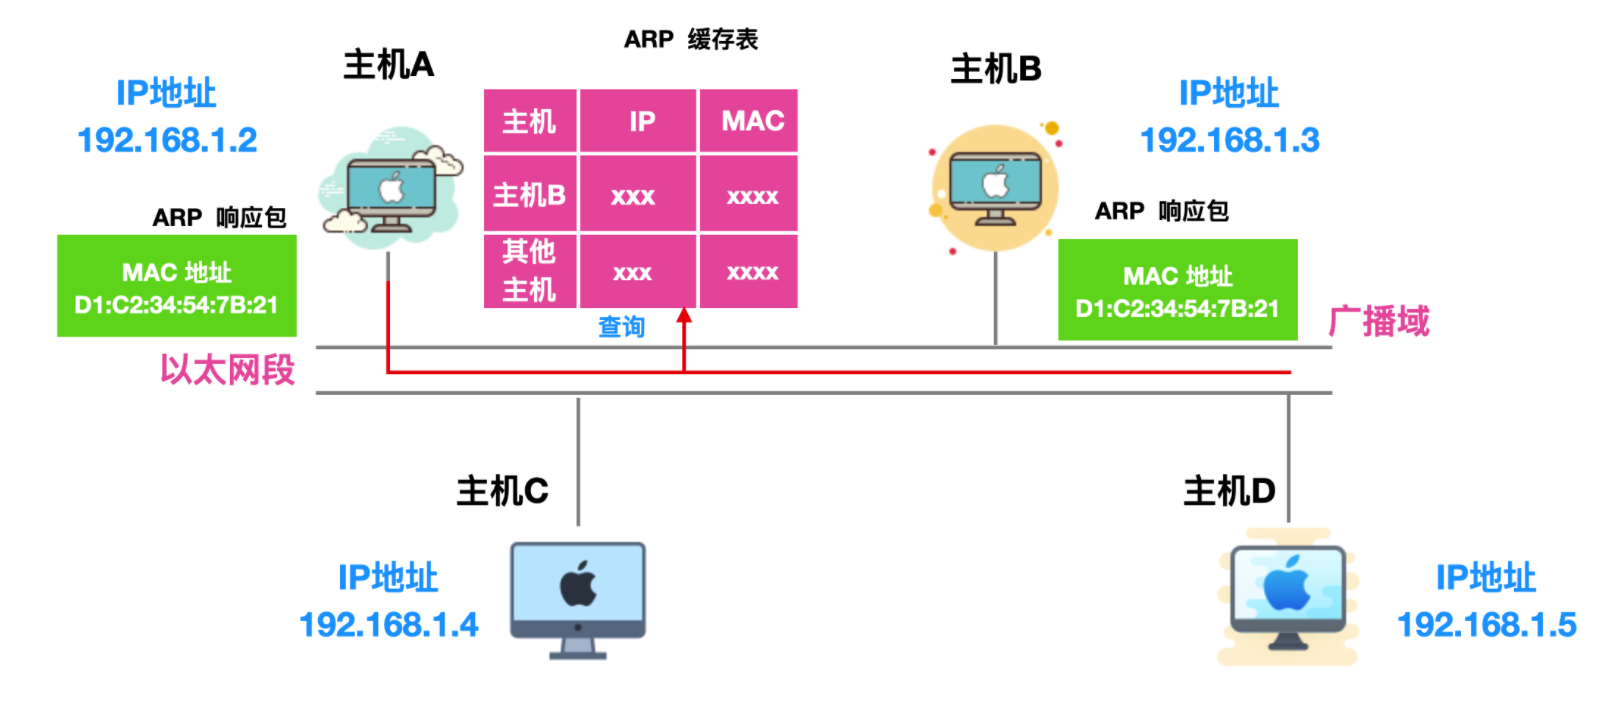 ARP 缓存表
主机A
主机B
IP地址
192.168.1.2
IP地址
192.168.1.3
主机 IP MAC
主机B xxx xxxx
其他
主机 xxx xxxx
ARP 响应包
MAC 地址
D1:C2:34:54:7B:21
ARP 响应包
MAC 地址
D1:C2:34:54:7B:21
查询
广播域
以太网段
主机C
主机D
IP地址
192.168.1.4
IP地址
192.168.1.5